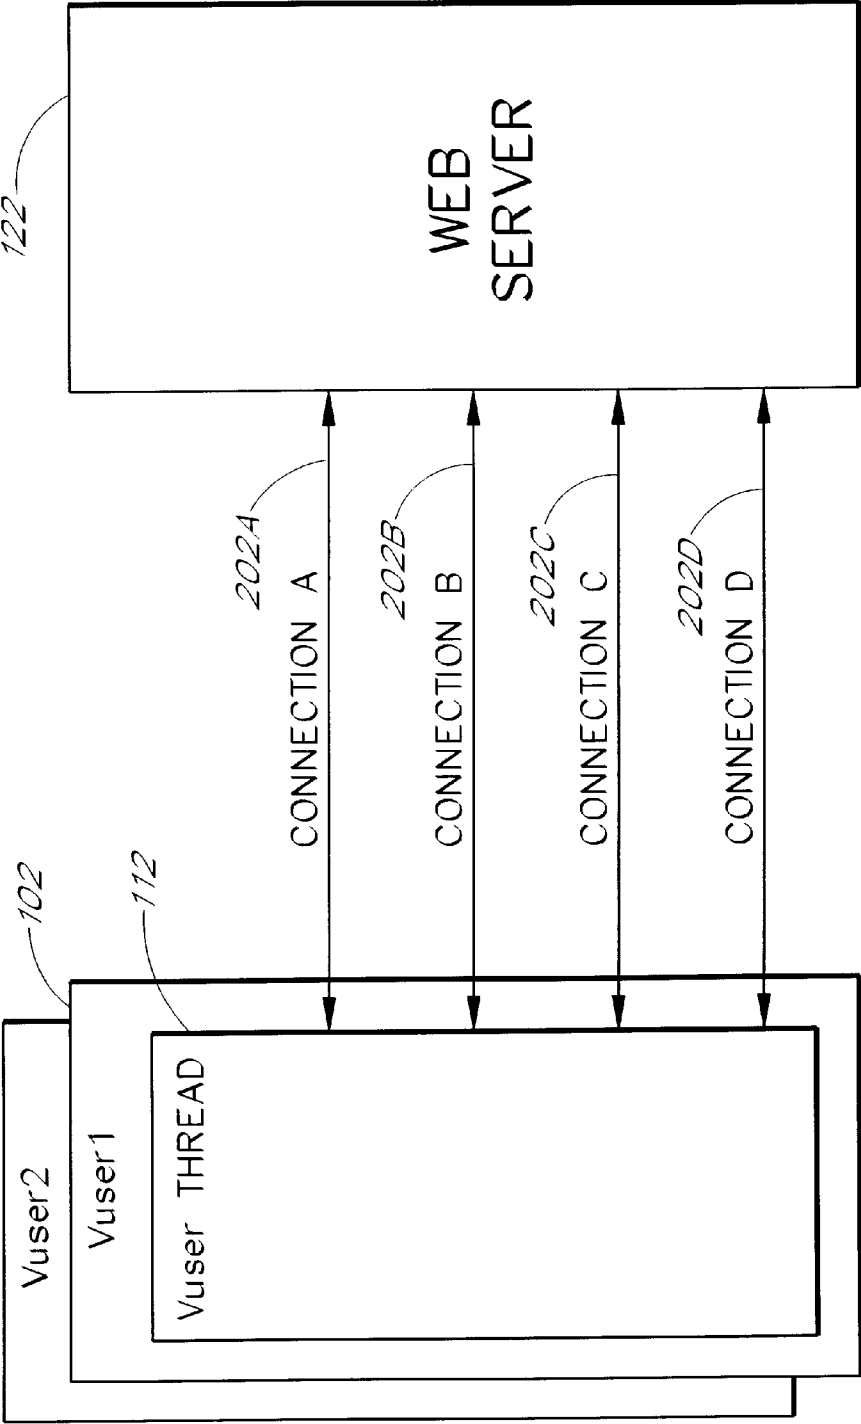 Vuser2
102
Vuser1
112
Vuser THREAD
202A
CONNECTION A
202B
CONNECTION B
202C
CONNECTION C
202D
CONNECTION D
122
WEB
SERVER